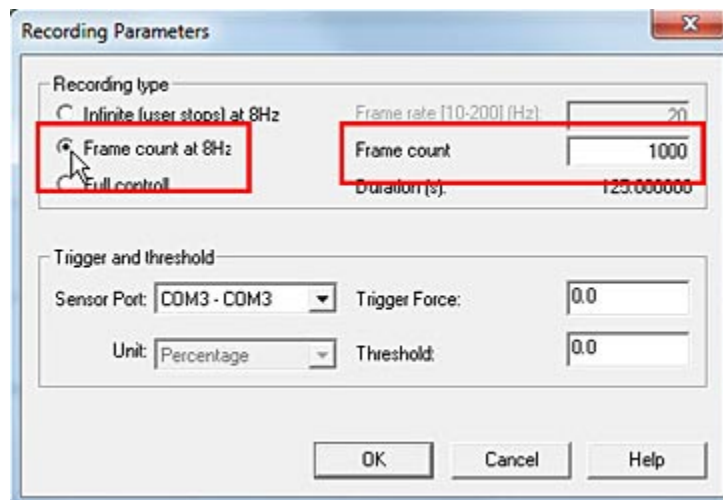 Recording Parameters
Recording type
Infinite (user stops) at 8Hz Frame rate [10-200] (Hz): 20
Frame count at 8Hz Frame count 1000
Full controll Duration (s): 125.000000
Trigger and threshold
Sensor Port: COM3 - COM3 Trigger Force: 0.0
Unit: Percentage Threshold: 0.0
OK Cancel Help